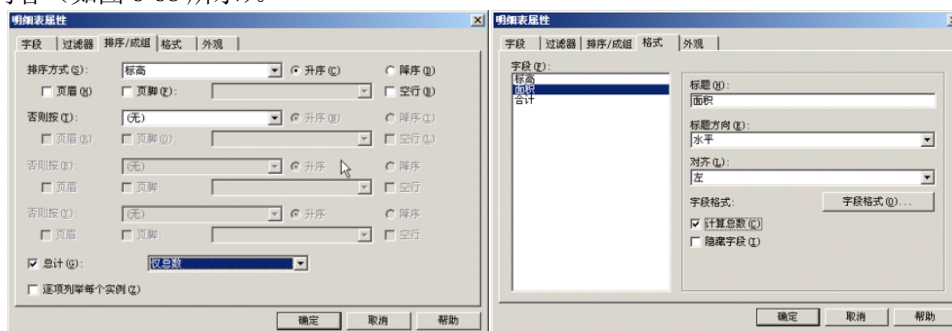 明细表属性
字段 过滤器 排序/成组 格式 外观
排序方式(S): 标高 升序(C) 降序(D)
页眉(H) 页脚(F): 空行(B)
否则按(T): (无) 升序(N) 降序(I)
页眉(R) 页脚(O): 空行(L)
否则按(E): (无) 升序 降序
页眉 页脚: 空行
否则按(Y): (无) 升序 降序
页眉 页脚: 空行
总计(G): 仅总数
逐项列举每个实例(Z)
确定 取消 帮助
明细表属性
字段 过滤器 排序/成组 格式 外观
字段(F):
标高
面积
合计
标题(H):
面积
标题方向(E):
水平
对齐(L):
左
字段格式: 字段格式(O)...
计算总数(C)
隐藏字段(I)
确定 取消 帮助